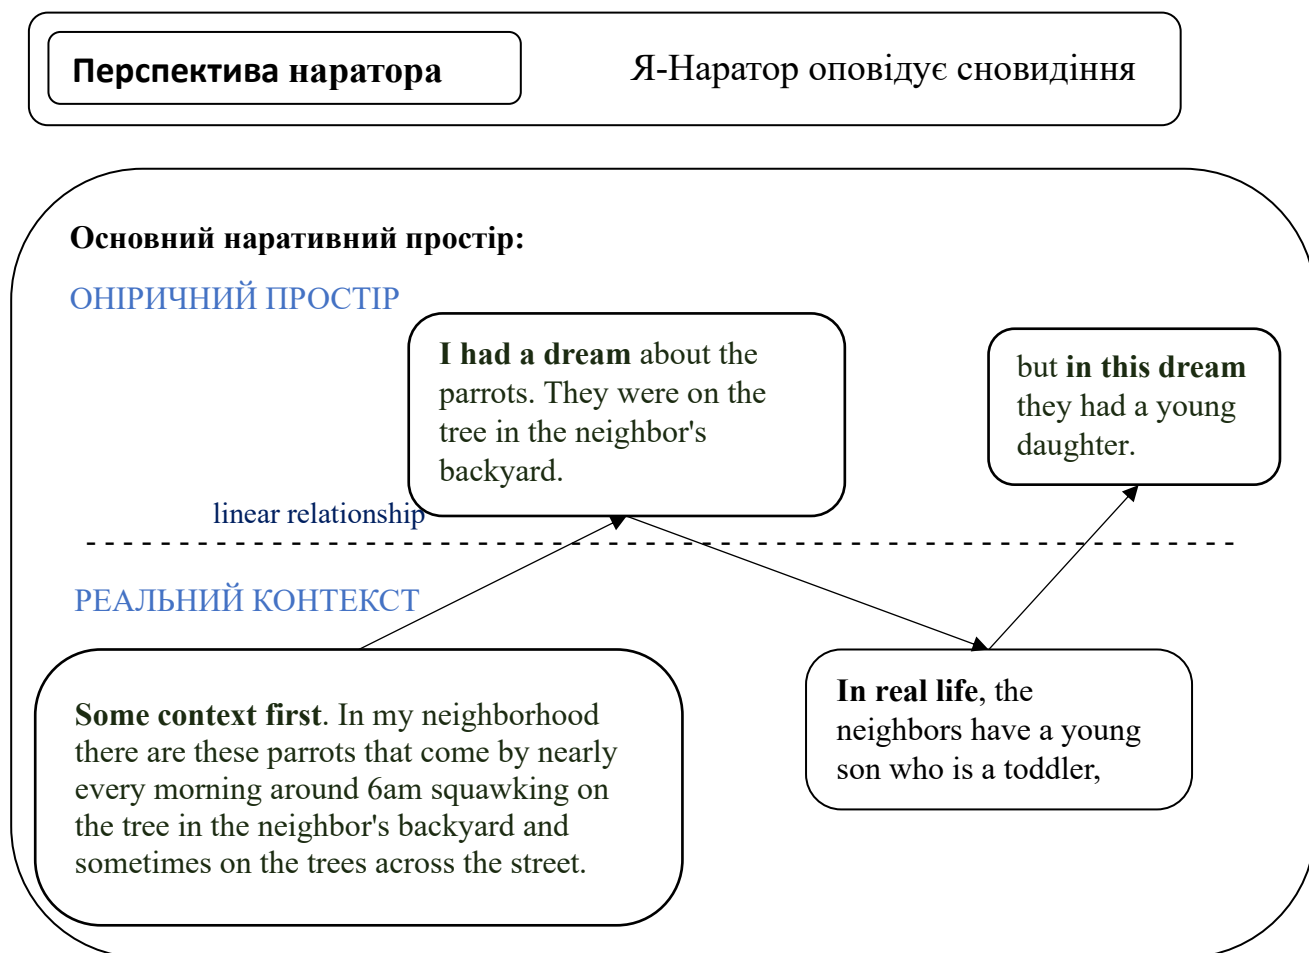 Перспектива наратора
Я-Наратор оповідує сновидіння
Основний наративний простір:
ОНІРИЧНИЙ ПРОСТІР
I had a dream about the
parrots. They were on the
tree in the neighbor's
backyard.
but in this dream
they had a young
daughter.
linear relationship
РЕАЛЬНИЙ КОНТЕКСТ
Some context first. In my neighborhood
there are these parrots that come by nearly
every morning around 6am squawking on
the tree in the neighbor's backyard and
sometimes on the trees across the street.
In real life, the
neighbors have a young
son who is a toddler,